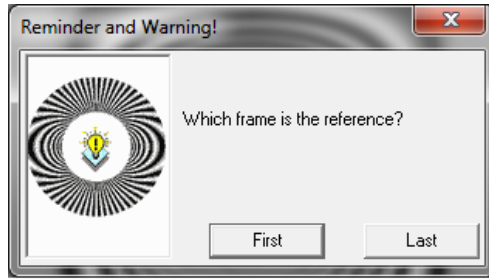 Reminder and Warning!
Which frame is the reference?
First
Last